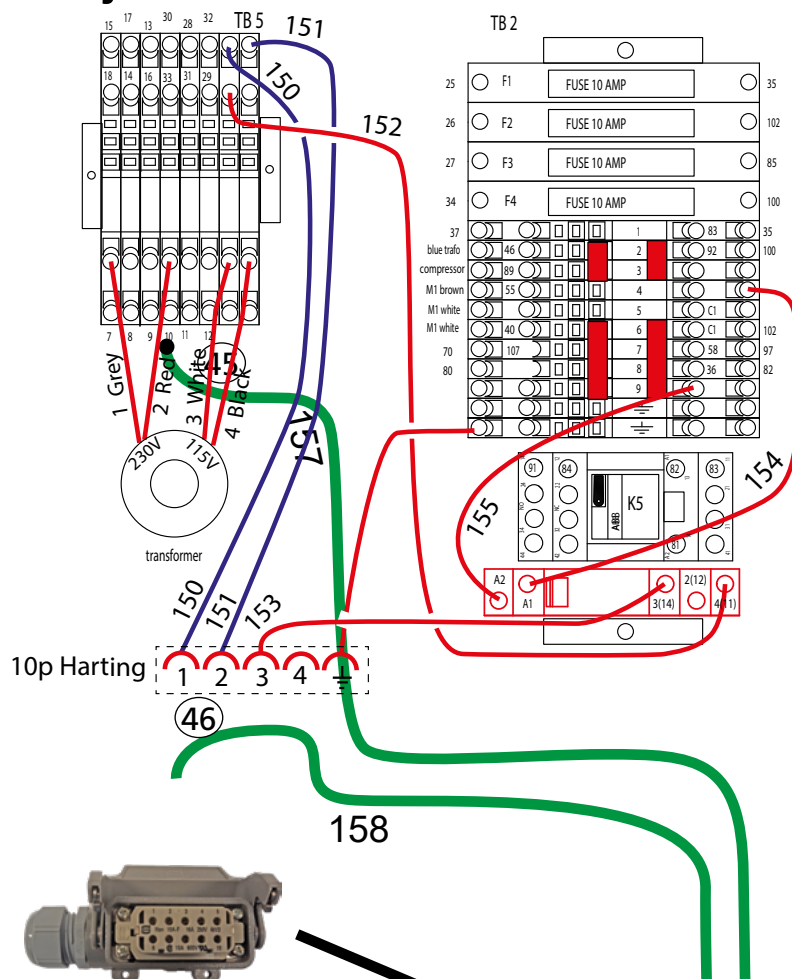 15 17 13 30 28 32 TB 5 151
18 14 16 33 31 29
150
152
7 8 9 10 11 12
1 Grey
2 Red
3 White
4 Black
45
230V 115V
transformer
157
TB 2
25 F1 FUSE 10 AMP 35
26 F2 FUSE 10 AMP 102
27 F3 FUSE 10 AMP 85
34 F4 FUSE 10 AMP 100
37 1 83 35
blue trafo 46 2 92 100
compressor 89 3
M1 brown 55 4
M1 white 5 C1
M1 white 40 6 C1 102
70 107 7 58 97
80 8 36 82
9
155
154
91 84 82 83
K5
ABB
81
A2 A1 3(14) 2(12) 4(11)
150
151
153
10p Harting 1 2 3 4
46
158